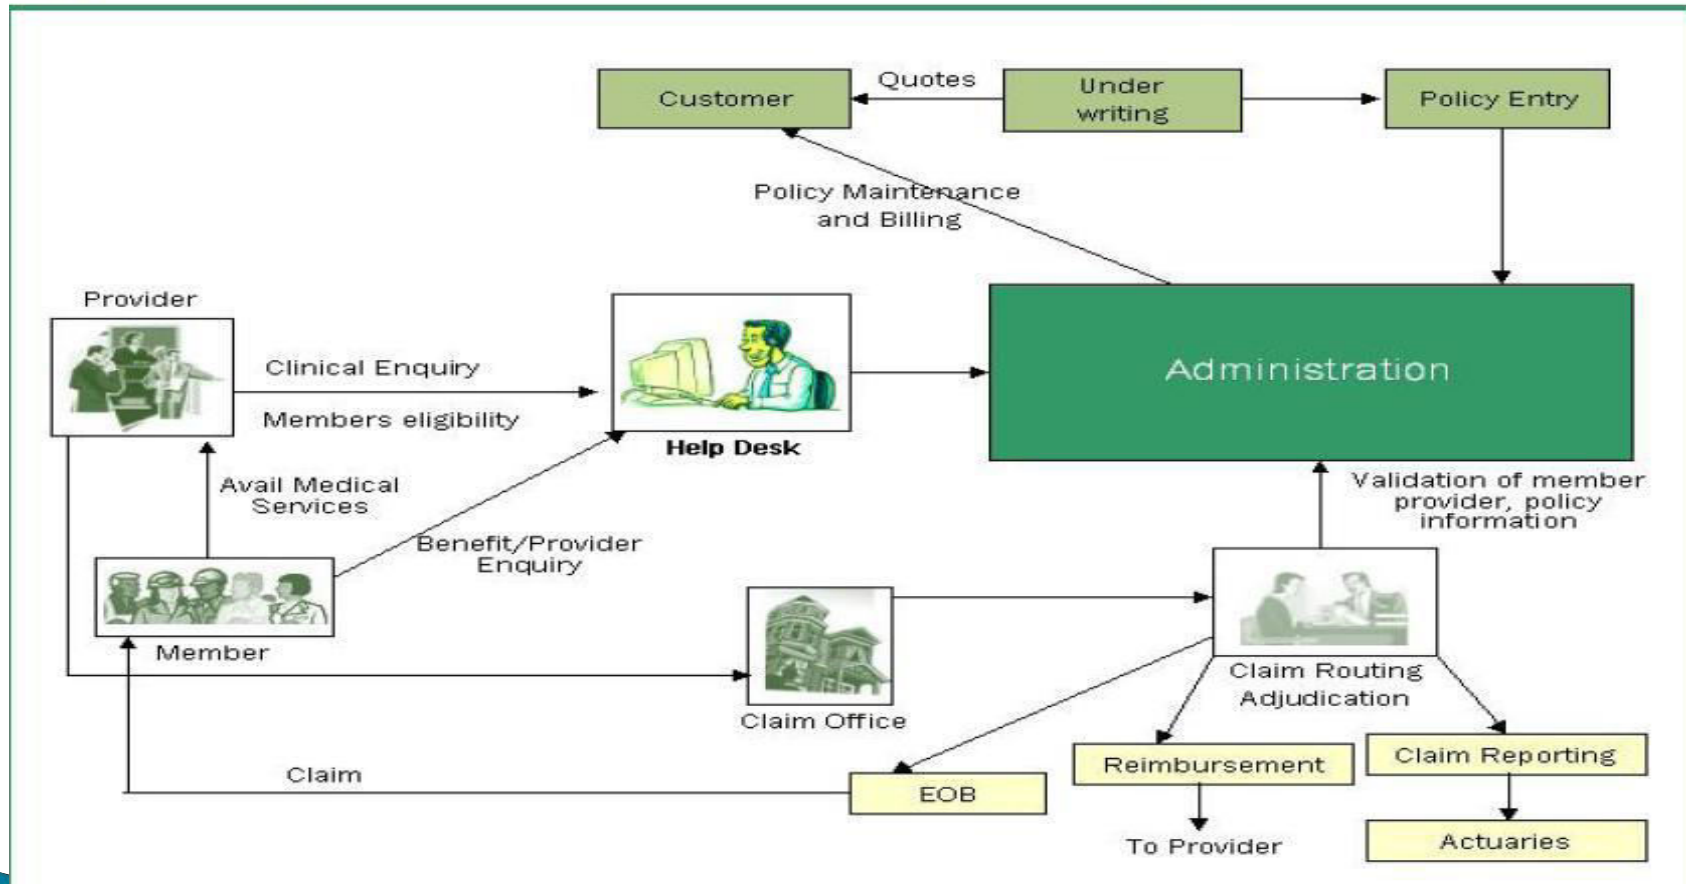 Customer
Quotes
Under
writing
Policy Entry
Policy Maintenance
and Billing
Provider
Clinical Enquiry
Members eligibility
Help Desk
Administration
Avail Medical
Services
Benefit/Provider
Enquiry
Member
Validation of member
provider, policy
information
Claim Office
Claim Routing
Adjudication
Claim
EOB
Reimbursement
Claim Reporting
To Provider
Actuaries